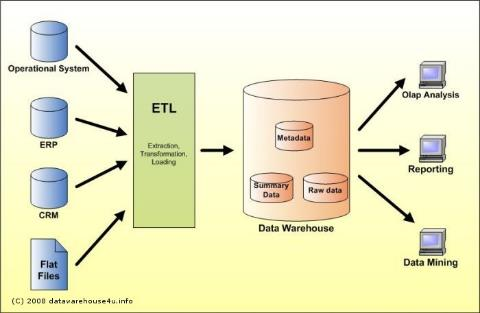 Operational System
ERP
CRM
Flat
Files
ETL
Extraction,
Transformation,
Loading
Metadata
Summary
Data
Raw data
Data Warehouse
Olap Analysis
Reporting
Data Mining
(C) 2008 datawarehouse4u.info